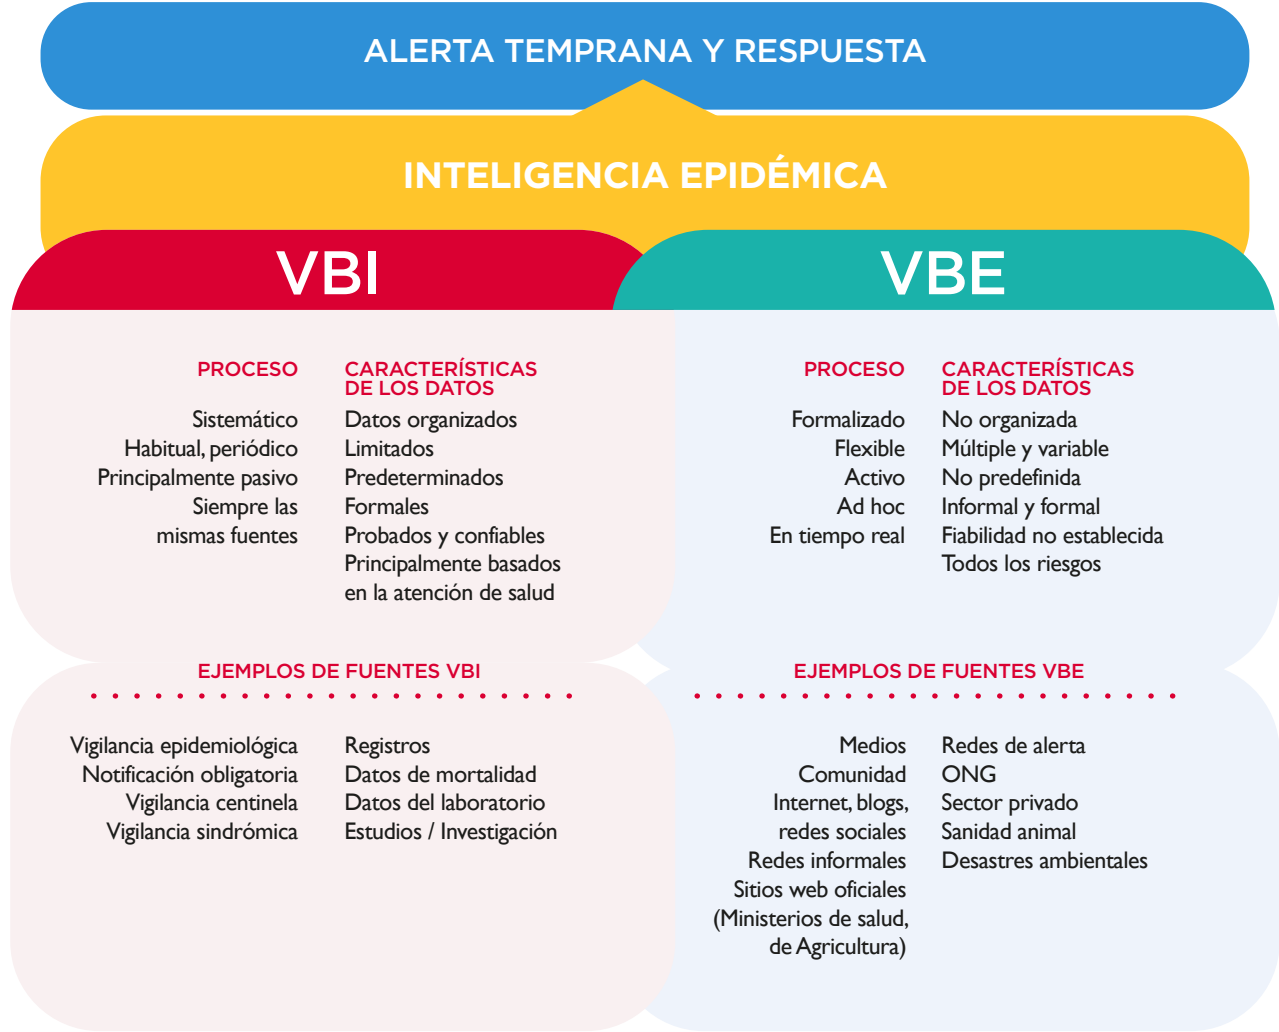 ALERTA TEMPRANA Y RESPUESTA
INTELIGENCIA EPIDÉMICA
VBI
PROCESO
Sistemático
Habitual, periódico
Principalmente pasivo
Siempre las
mismas fuentes
CARACTERÍSTICAS
DE LOS DATOS
Datos organizados
Limitados
Predeterminados
Formales
Probados y confiables
Principalmente basados
en la atención de salud
EJEMPLOS DE FUENTES VBI
Vigilancia epidemiológica
Notificación obligatoria
Vigilancia centinela
Vigilancia sindrómica
Registros
Datos de mortalidad
Datos del laboratorio
Estudios / Investigación
VBE
PROCESO
Formalizado
Flexible
Activo
Ad hoc
En tiempo real
CARACTERÍSTICAS
DE LOS DATOS
No organizada
Múltiple y variable
No predefinida
Informal y formal
Fiabilidad no establecida
Todos los riesgos
EJEMPLOS DE FUENTES VBE
Medios
Comunidad
Internet, blogs,
redes sociales
Redes informales
Sitios web oficiales
(Ministerios de salud,
de Agricultura)
Redes de alerta
ONG
Sector privado
Sanidad animal
Desastres ambientales